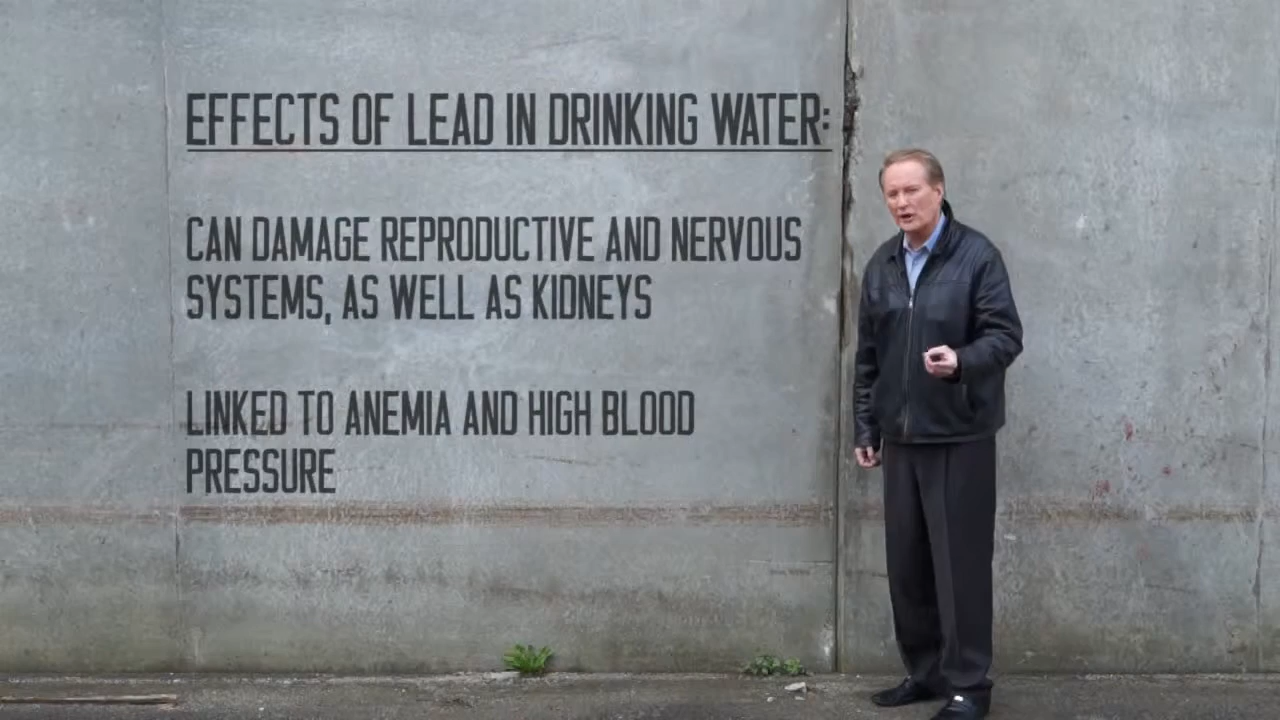 EFFECTS OF LEAD IN DRINKING WATER:
CAN DAMAGE REPRODUCTIVE AND NERVOUS
SYSTEMS, AS WELL AS KIDNEYS
LINKED TO ANEMIA AND HIGH BLOOD
PRESSURE